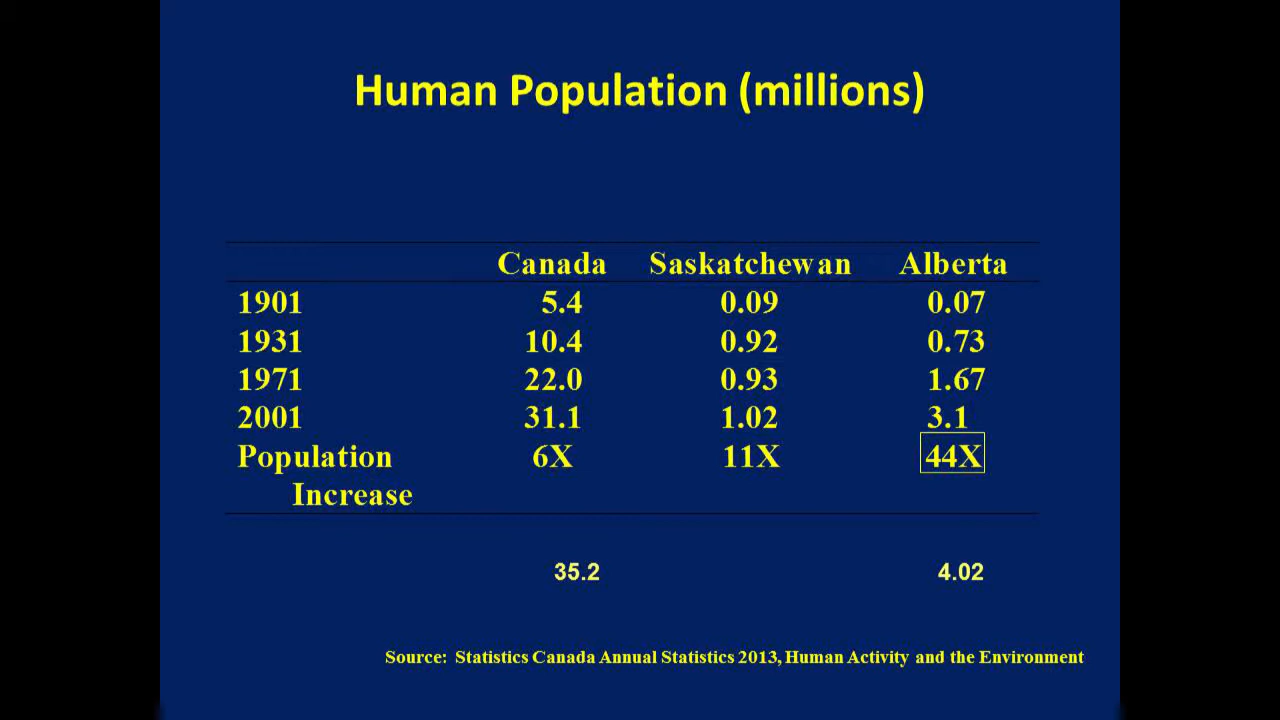 Human Population (millions)
Canada Saskatchewan Alberta
1901 5.4 0.09 0.07
1931 10.4 0.92 0.73
1971 22.0 0.93 1.67
2001 31.1 1.02 3.1
Population 6X 11X 44X
Increase
35.2 4.02
Source: Statistics Canada Annual Statistics 2013, Human Activity and the Environment